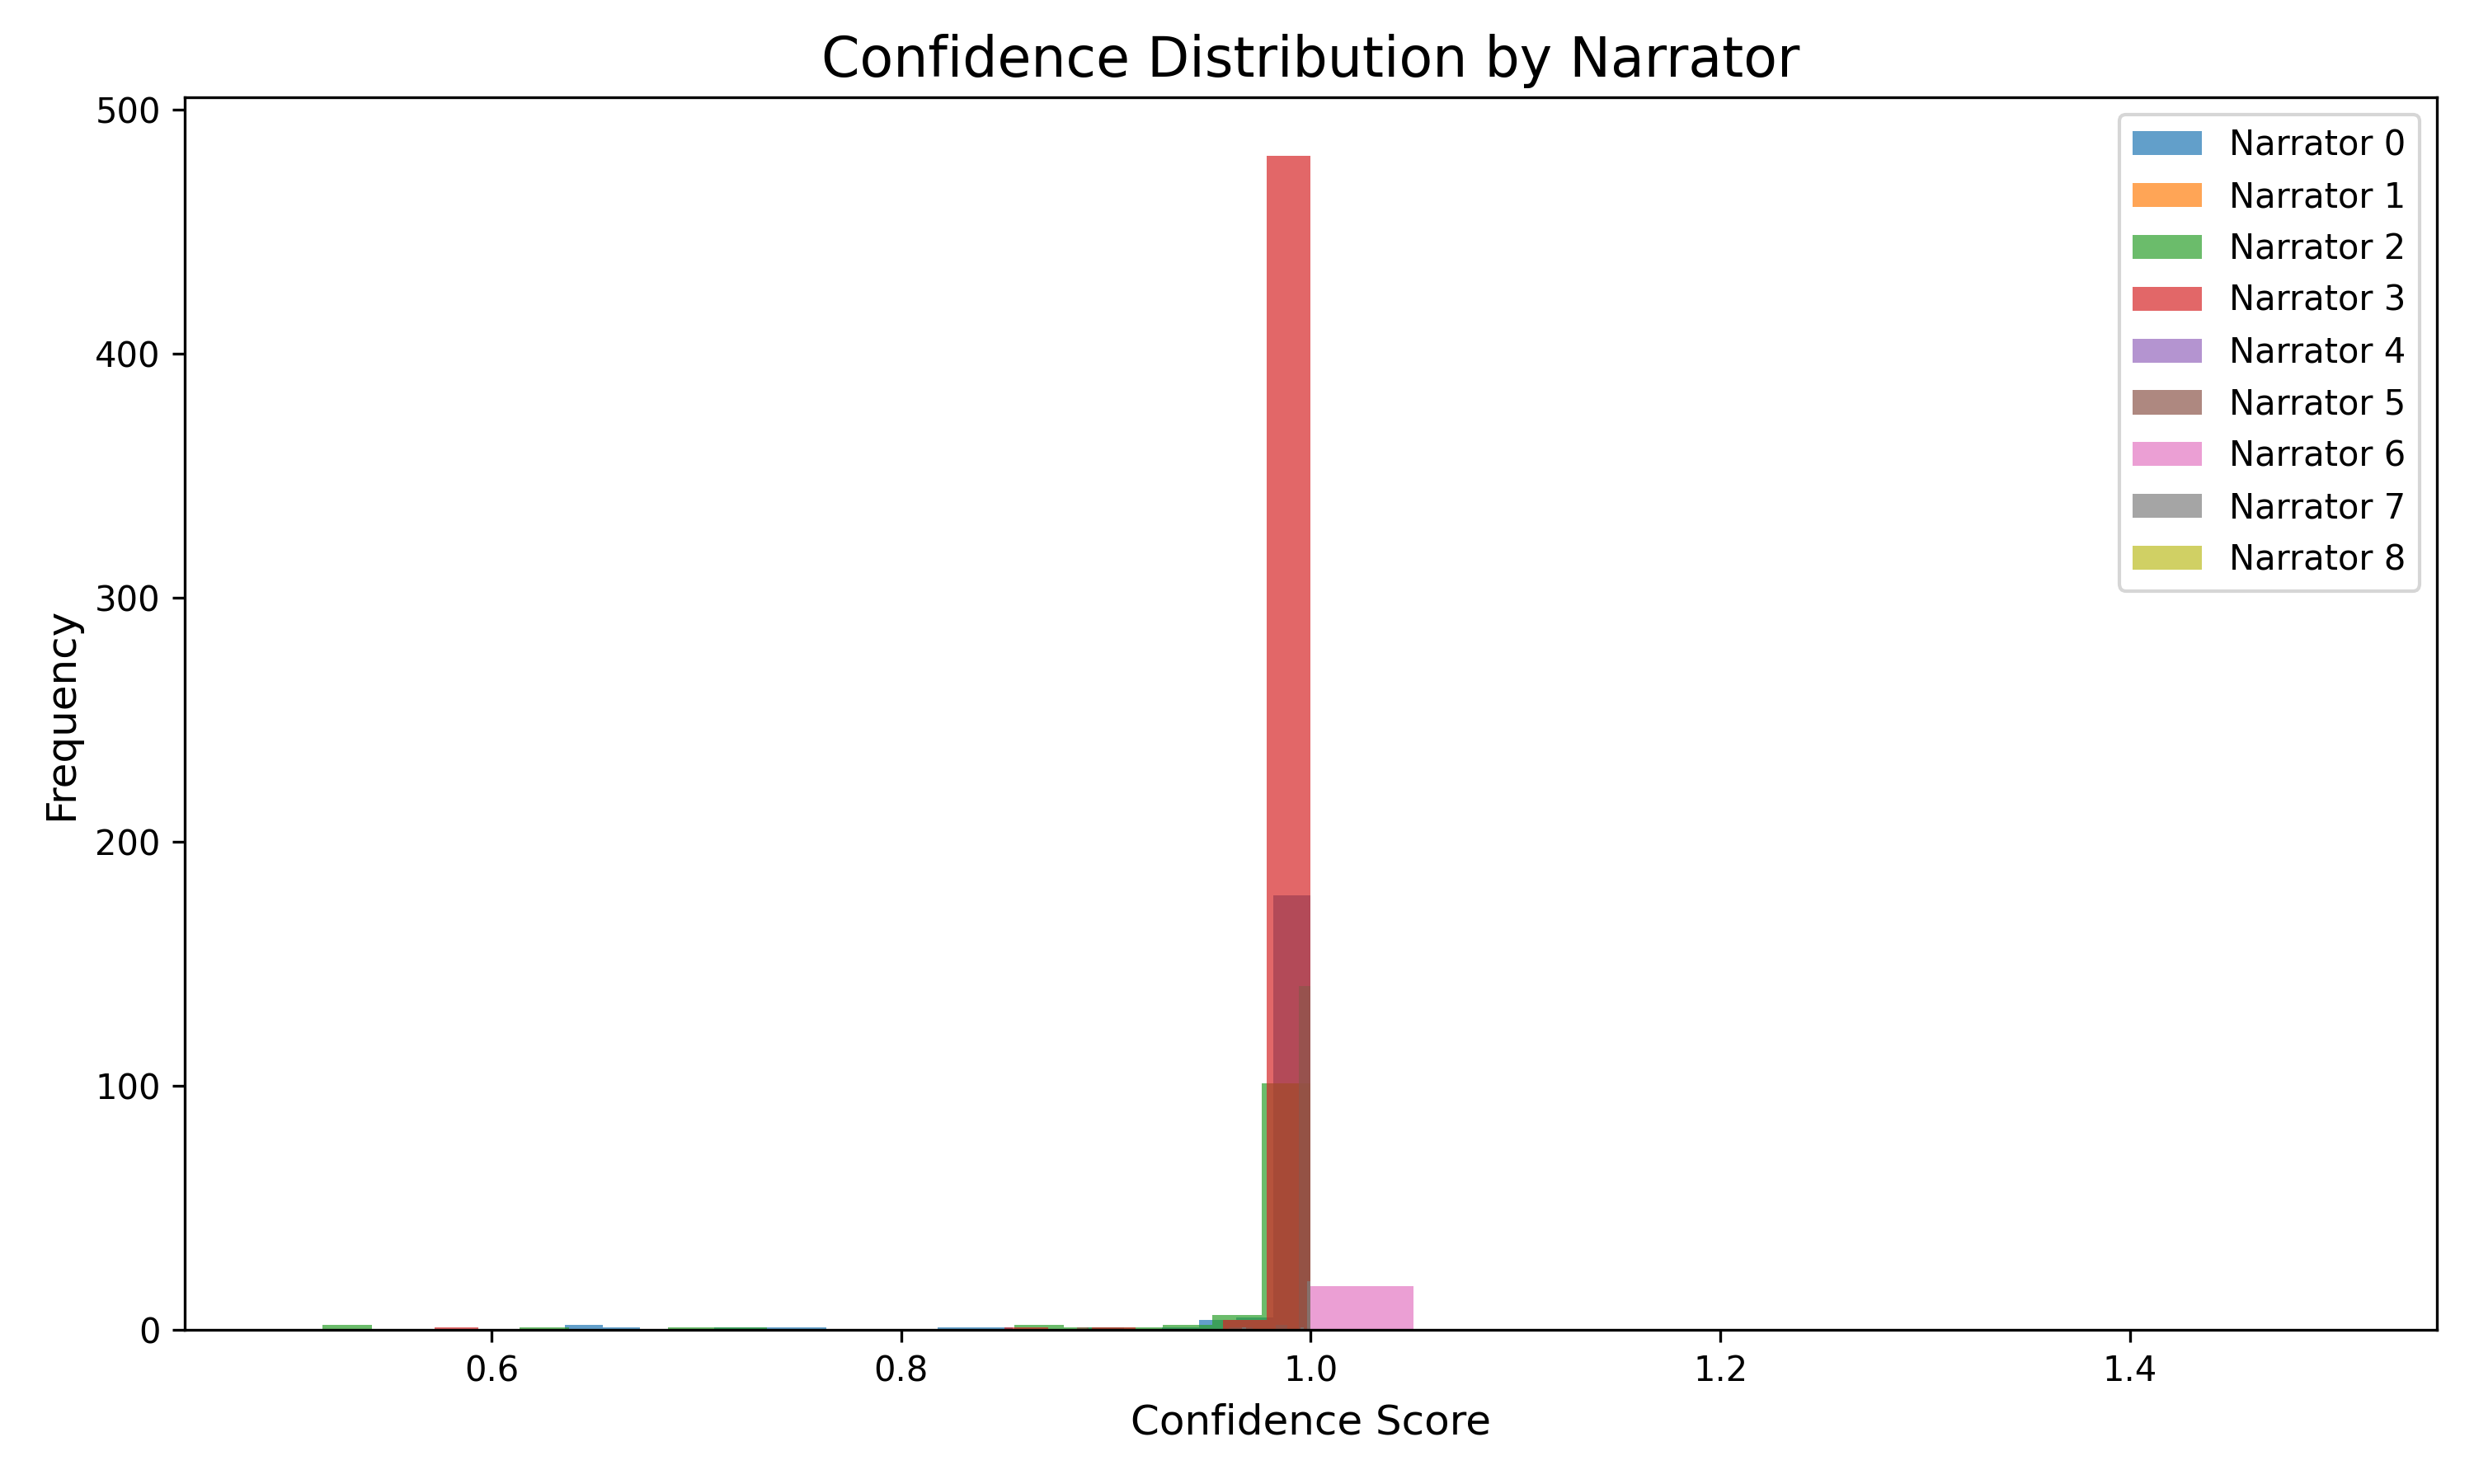 Confidence Distribution by Narrator
500
400
300
200
100
0
Frequency
0.6 0.8 1.0 1.2 1.4
Confidence Score
Narrator 0
Narrator 1
Narrator 2
Narrator 3
Narrator 4
Narrator 5
Narrator 6
Narrator 7
Narrator 8